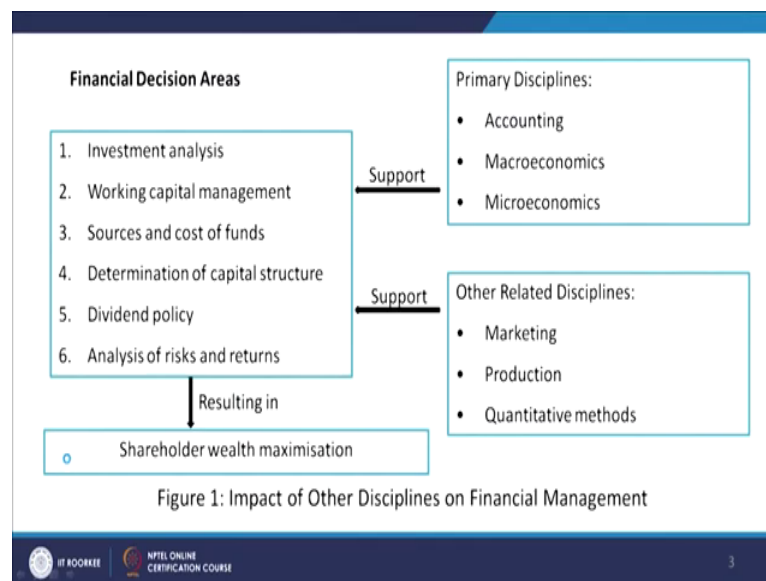 Financial Decision Areas
1. Investment analysis
2. Working capital management
3. Sources and cost of funds
4. Determination of capital structure
5. Dividend policy
6. Analysis of risks and returns
Support
Support
Primary Disciplines:
• Accounting
• Macroeconomics
• Microeconomics
Other Related Disciplines:
• Marketing
• Production
• Quantitative methods
Resulting in
Shareholder wealth maximisation
Figure 1: Impact of Other Disciplines on Financial Management
IIT ROORKEE
NPTEL ONLINE
CERTIFICATION COURSE
3